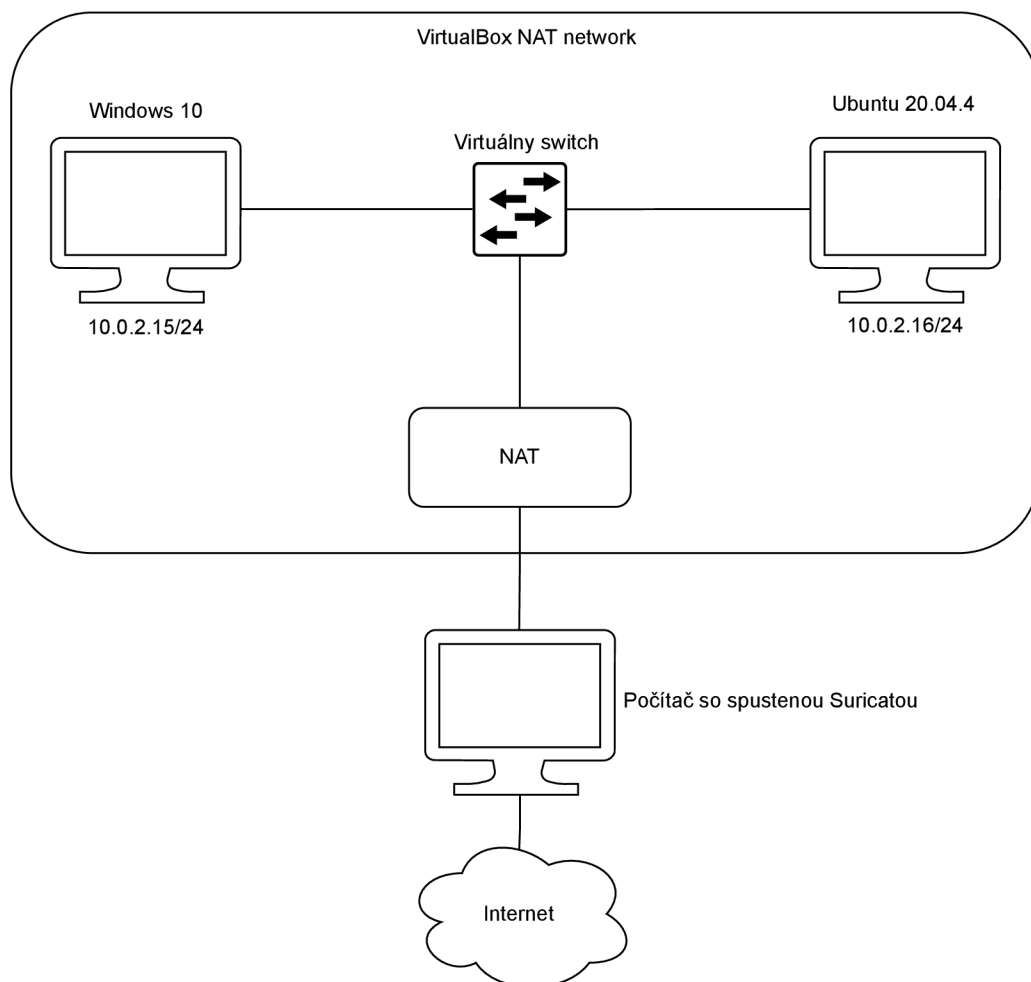 VirtualBox NAT network
Windows 10
Ubuntu 20.04.4
Virtuálny switch
10.0.2.15/24
10.0.2.16/24
NAT
Počítač so spustenou Suricatou
Internet